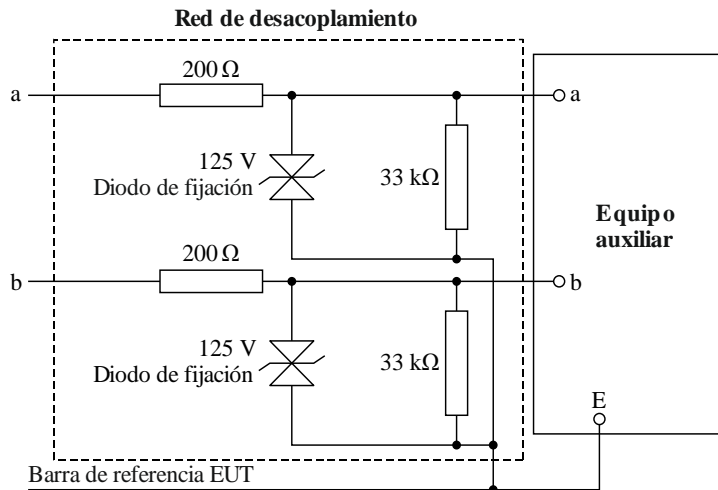 Red de desacoplamiento
200 Ω
a
a
125 V
Diodo de fijación
33 kΩ
Equipo
auxiliar
200 Ω
b
b
125 V
Diodo de fijación
33 kΩ
E
Barra de referencia EUT